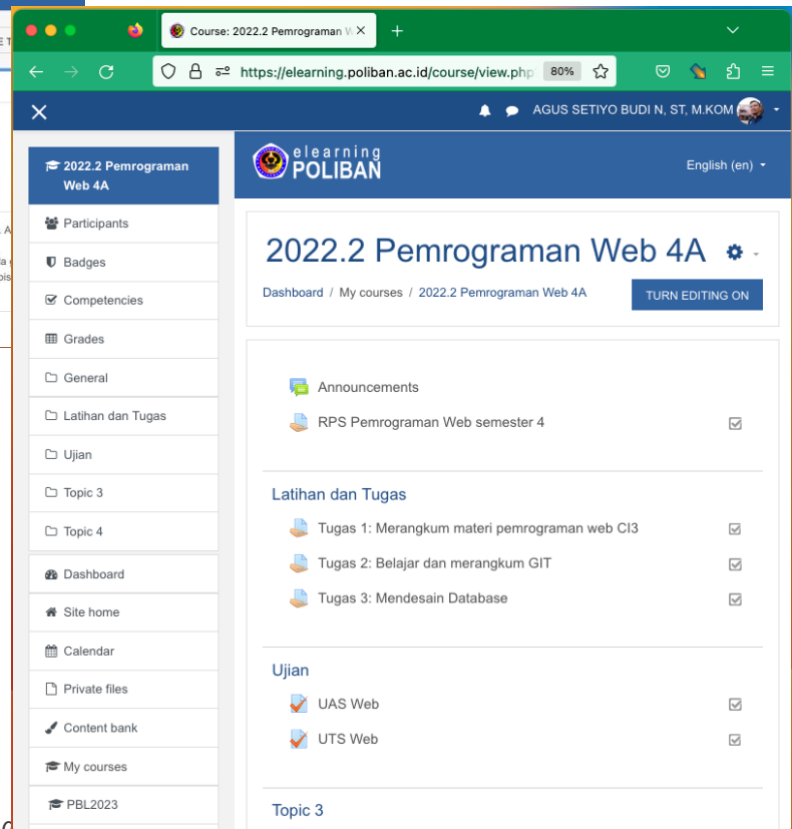 Course: 2022.2 Pemrograman W
https://elearning.poliban.ac.id/course/view.php
80%
AGUS SETIYO BUDI N, ST, M.KOM
2022.2 Pemrograman
Web 4A
Participants
Badges
Competencies
Grades
General
Latihan dan Tugas
Ujian
Topic 3
Topic 4
Dashboard
Site home
Calendar
Private files
Content bank
My courses
PBL2023
elearning
POLIBAN
English (en)
2022.2 Pemrograman Web 4A
Dashboard / My courses / 2022.2 Pemrograman Web 4A
TURN EDITING ON
Announcements
RPS Pemrograman Web semester 4
Latihan dan Tugas
Tugas 1: Merangkum materi pemrograman web CI3
Tugas 2: Belajar dan merangkum GIT
Tugas 3: Mendesain Database
Ujian
UAS Web
UTS Web
Topic 3